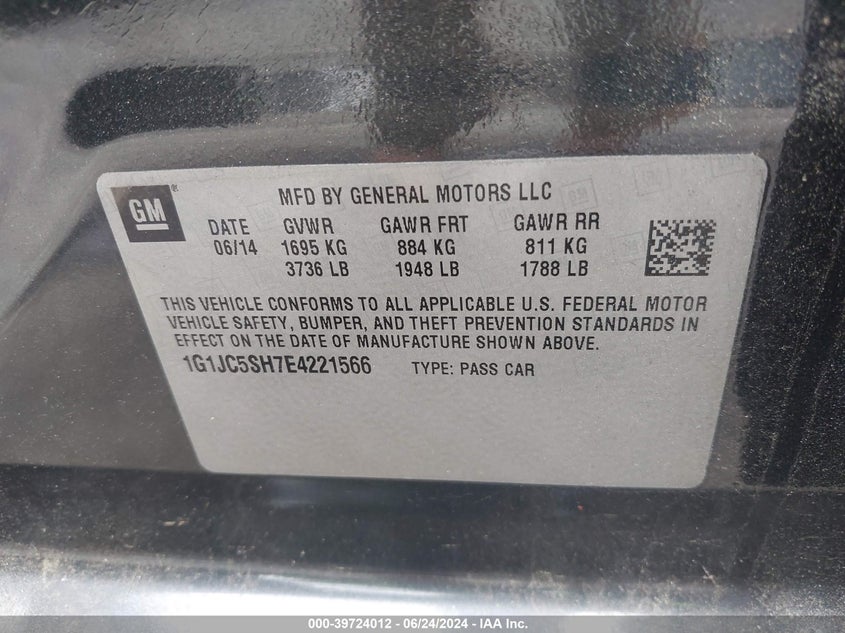 GM
MFD BY GENERAL MOTORS LLC
DATE GVWR GAWR FRT GAWR RR
06/14 1695 KG 884 KG 811 KG
3736 LB 1948 LB 1788 LB
THIS VEHICLE CONFORMS TO ALL APPLICABLE U.S. FEDERAL MOTOR
VEHICLE SAFETY, BUMPER, AND THEFT PREVENTION STANDARDS IN
EFFECT ON THE DATE OF MANUFACTURE SHOWN ABOVE.
1G1JC5SH7E4221566 TYPE: PASS CAR
000-39724012 - 06/24/2024 - IAA Inc.